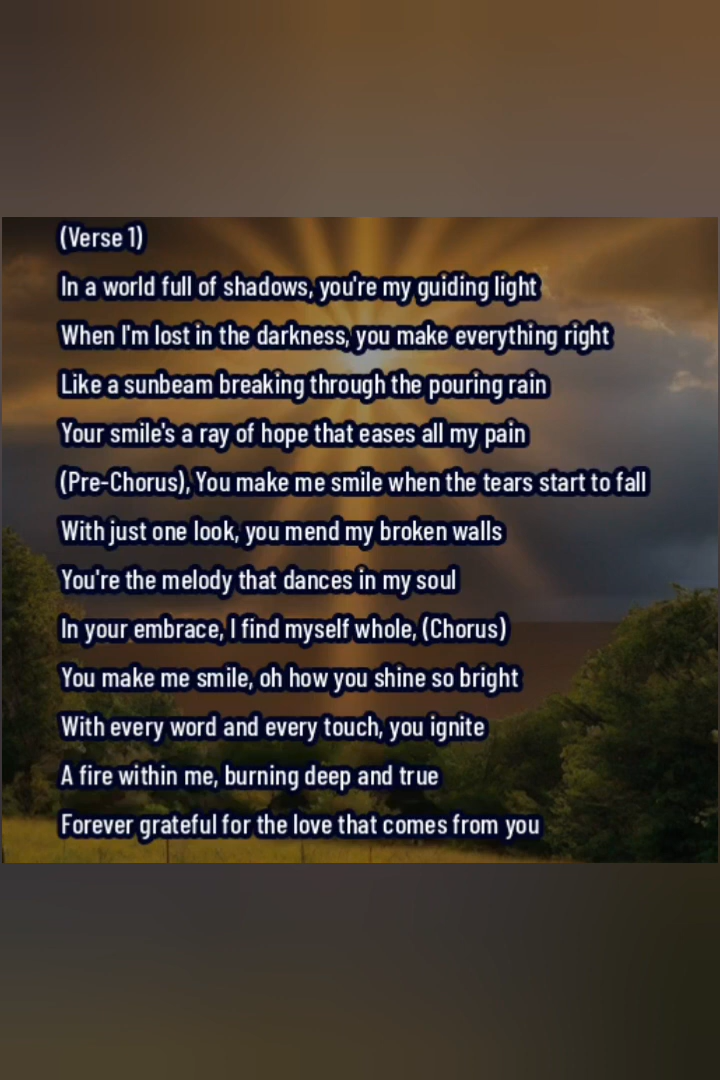 (Verse 1)
In a world full of shadows, you're my guiding light
When I'm lost in the darkness, you make everything right
Like a sunbeam breaking through the pouring rain
Your smile's a ray of hope that eases all my pain
(Pre-Chorus), You make me smile when the tears start to fall
With just one look, you mend my broken walls
You're the melody that dances in my soul
In your embrace, I find myself whole, (Chorus)
You make me smile, oh how you shine so bright
With every word and every touch, you ignite
A fire within me, burning deep and true
Forever grateful for the love that comes from you